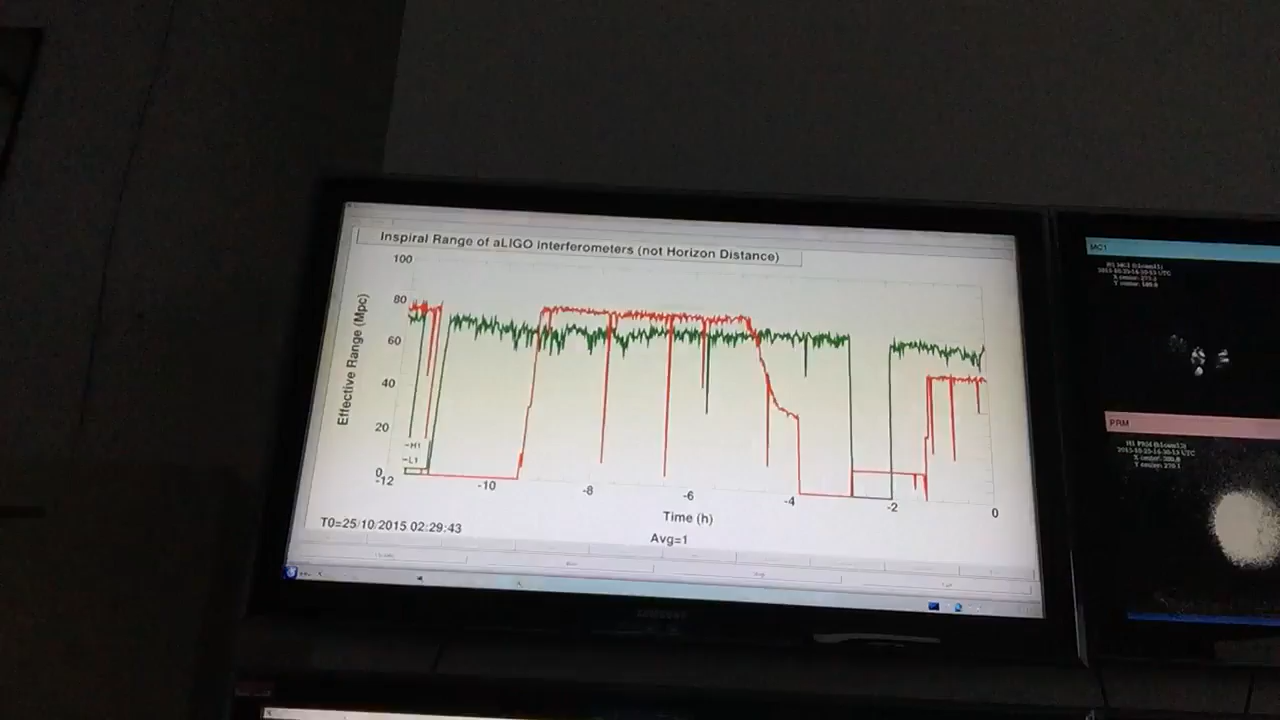 Inspiral Range of aLIGO interferometers (not Horizon Distance)
100
80
60
40
20
0
Effective Range (Mpc)
H1
L1
-12
-10
-8
-6
-4
-2
0
Time (h)
T0=25/10/2015 02:29:43
Avg=1
SAMSUNG
MC1
PRM